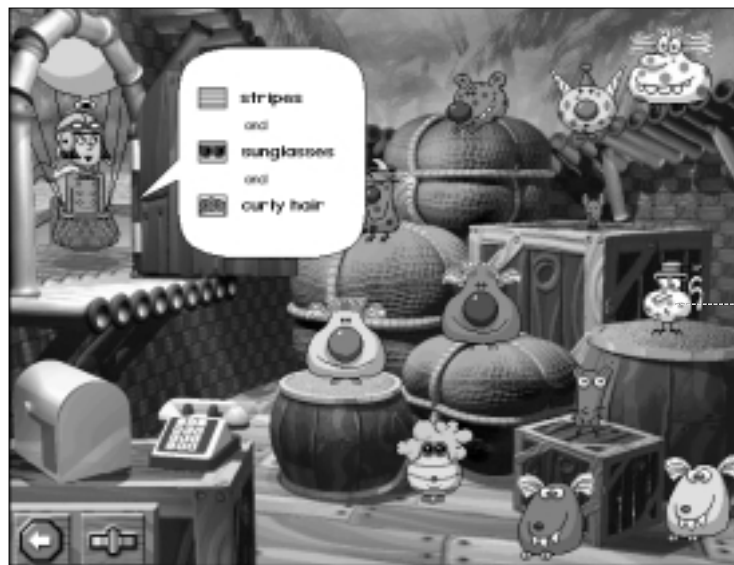 stripes
and
sunglasses
and
curly hair